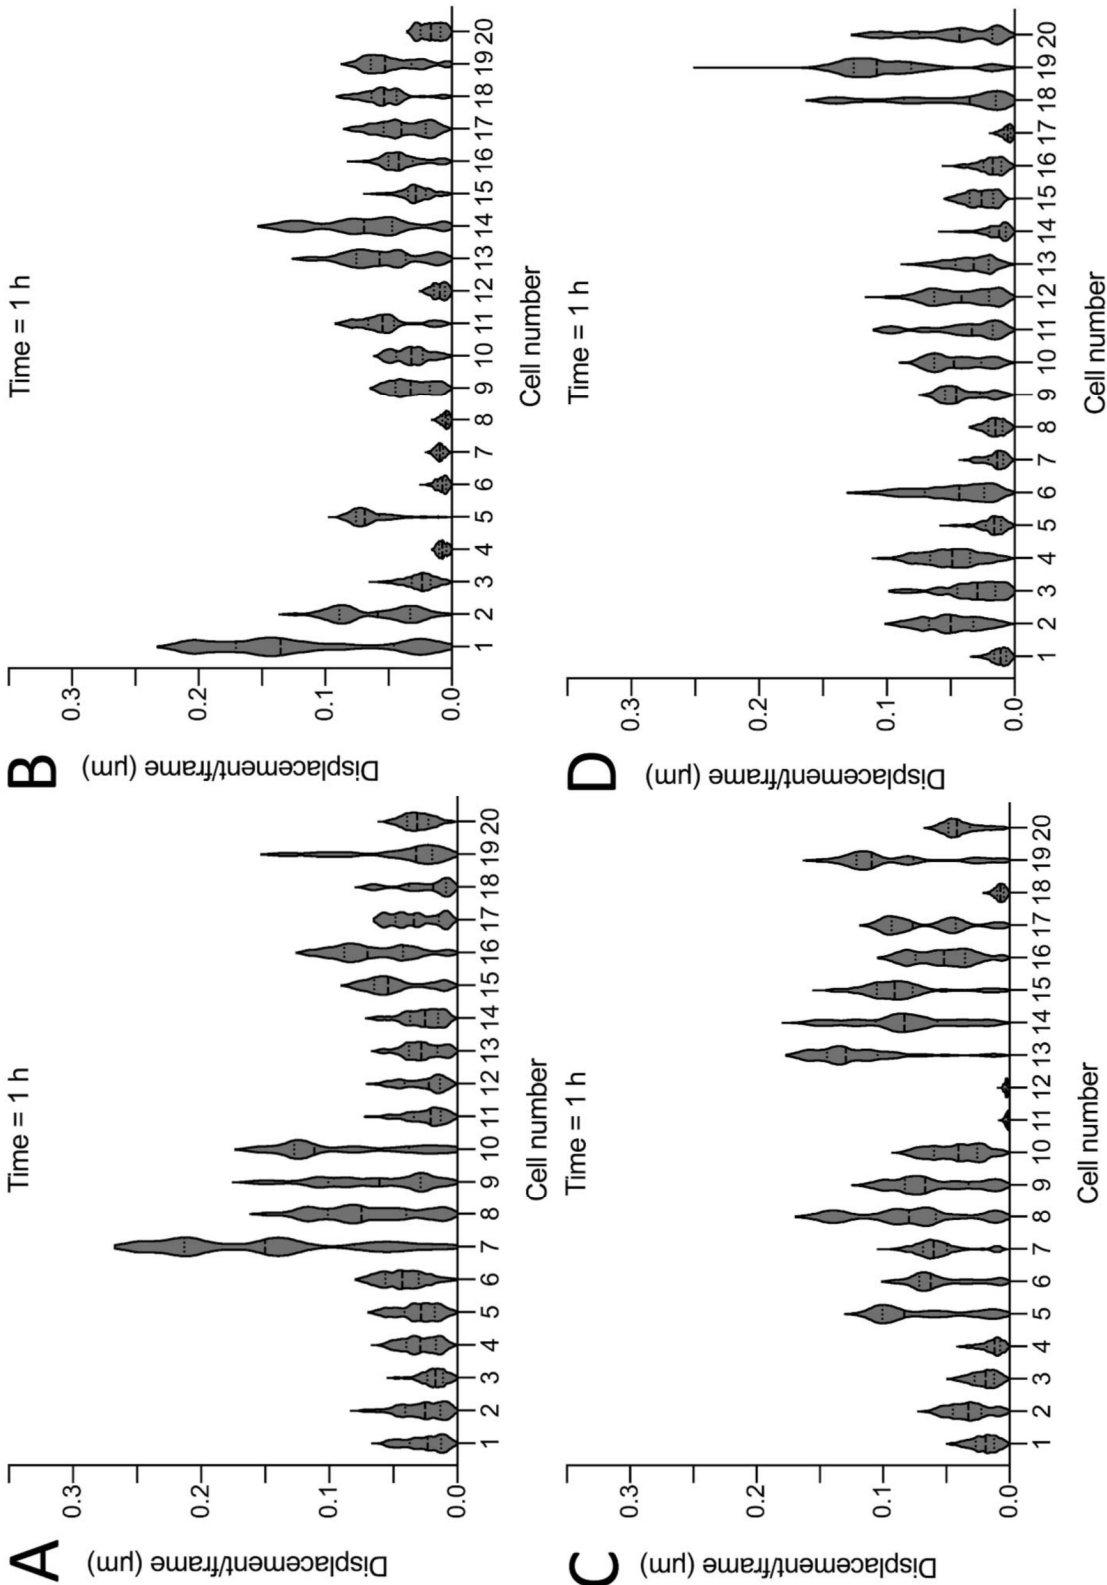 A
Time = 1 h
Displacement/frame (µm)
0.3
0.2
0.1
0.0
1 2 3 4 5 6 7 8 9 10 11 12 13 14 15 16 17 18 19 20
Cell number
B
Time = 1 h
Displacement/frame (µm)
0.3
0.2
0.1
0.0
1 2 3 4 5 6 7 8 9 10 11 12 13 14 15 16 17 18 19 20
Cell number
C
Time = 1 h
Displacement/frame (µm)
0.3
0.2
0.1
0.0
1 2 3 4 5 6 7 8 9 10 11 12 13 14 15 16 17 18 19 20
Cell number
D
Time = 1 h
Displacement/frame (µm)
0.3
0.2
0.1
0.0
1 2 3 4 5 6 7 8 9 10 11 12 13 14 15 16 17 18 19 20
Cell number